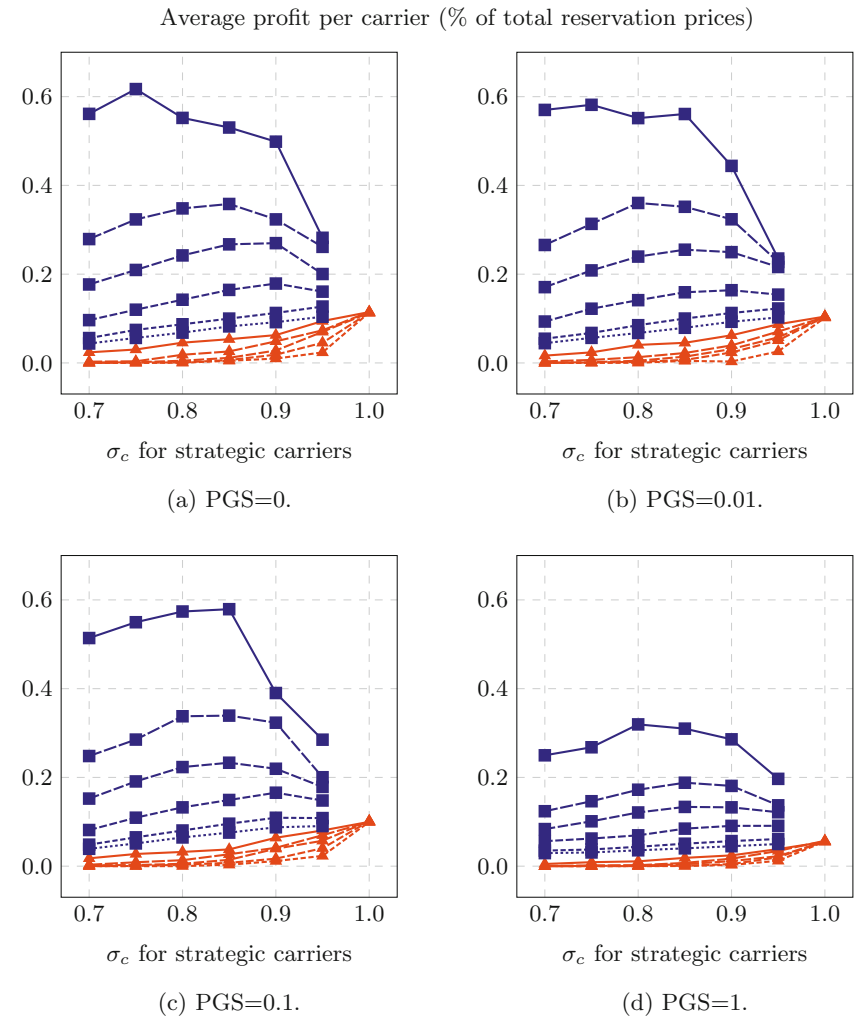 Average profit per carrier (% of total reservation prices)
0.6
0.4
0.2
0.0
0.7 0.8 0.9 1.0
σc for strategic carriers
(a) PGS=0.
0.6
0.4
0.2
0.0
0.7 0.8 0.9 1.0
σc for strategic carriers
(b) PGS=0.01.
0.6
0.4
0.2
0.0
0.7 0.8 0.9 1.0
σc for strategic carriers
(c) PGS=0.1.
0.6
0.4
0.2
0.0
0.7 0.8 0.9 1.0
σc for strategic carriers
(d) PGS=1.